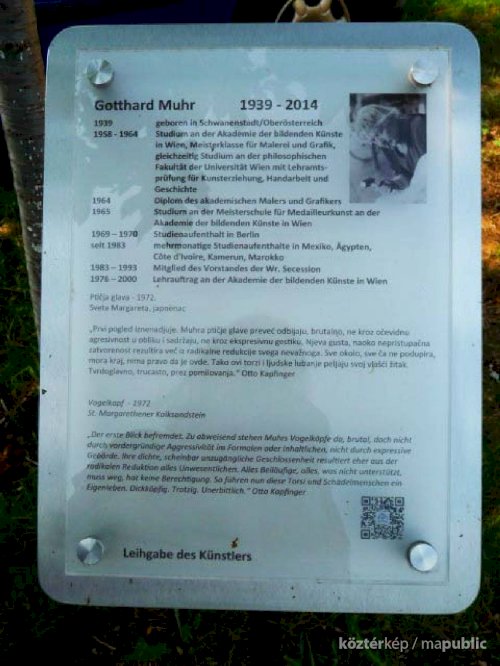 Gotthard Muhr 1939 - 2014
1939 geboren in Schwanenstadt/Oberösterreich
1958 - 1964 Studium an der Akademie der bildenden Künste
in Wien, Meisterklasse für Malerei und Grafik,
gleichzeitig Studium an der philosophischen
Fakultät der Universität Wien mit Lehramts-
prüfung für Kunsterziehung, Handarbeit und
Geschichte
1964 Diplom des akademischen Malers und Grafikers
1965 Studium an der Meisterschule für Medailleurkunst an der
Akademie der bildenden Künste in Wien
1969 – 1970 Studienaufenthalt in Berlin
seit 1983 mehrmonatige Studienaufenthalte in Mexiko, Ägypten,
Côte d'Ivoire, Kamerun, Marokko
1983 – 1993 Mitglied des Vorstandes der Wr. Secession
1976 – 2000 Lehrauftrag an der Akademie der bildenden Künste in Wien
Ptičja glava - 1972,
Sveta Margareta, japnenac
„Prvi pogled iznenadjuje. Muhra ptičje glave preveć odbijaju, brutalno, ne kroz očevidnu
agresivnost u obliku i sadržaju, ne kroz ekspresivnu gestiku. Njeva gusta, naoko nepristupačna
zatvorenost rezultira već iz radikalne redukcije svega nevažnoga. Sve okolo, sve ča ne podupira,
mora kraj, nima pravo da je ovde. Tako ovi torzi i ljudske lubanje peljaju svoj vlašći žitak.
Tvrdoglavno, trucasto, prez pomilovanja." Otto Kapfinger
Vogelkopf - 1972
St. Margarethener Kalksandstein
„Der erste Blick befremdet. Zu abweisend stehen Muhrs Vogelköpfe da, brutal, doch nicht
durch vordergründige Aggressivität im Formalen oder Inhaltlichen, nicht durch expressive
Gebärde. Ihre dichte, scheinbar unzugängliche Geschlossenheit resultiert eher aus der
radikalen Reduktion alles Unwesentlichen. Alles Beiläufige, alles, was nicht unterstützt,
muss weg, hat keine Berechtigung. So führen nun diese Torsi und Schädelmenschen ein
Eigenleben. Dickköpfig. Trotzig. Unerbittlich." Otto Kapfinger
Leihgabe des Künstlers
köztérkép / mapublic